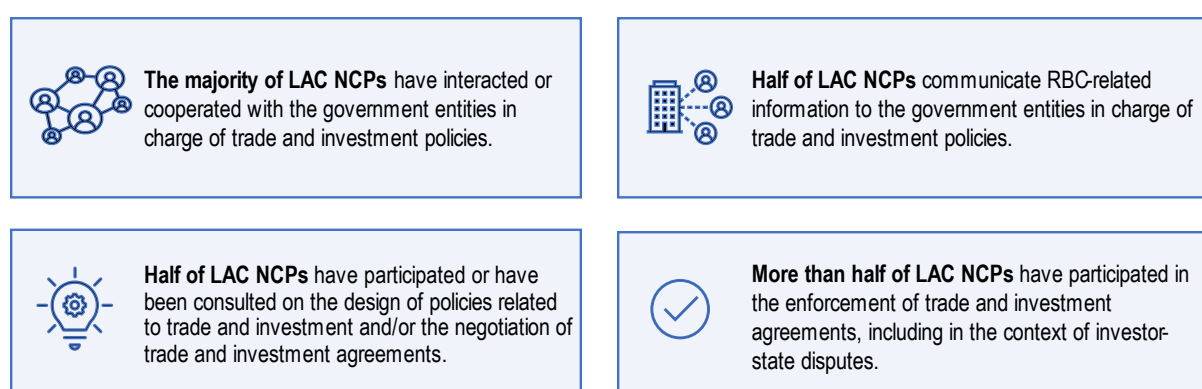 The majority of LAC NCPs have interacted or
cooperated with the government entities in
charge of trade and investment policies.
Half of LAC NCPs communicate RBC-related
information to the government entities in charge of
trade and investment policies.
Half of LAC NCPs have participated or have
been consulted on the design of policies related
to trade and investment and/or the negotiation of
trade and investment agreements.
More than half of LAC NCPs have participated in
the enforcement of trade and investment
agreements, including in the context of investor-
state disputes.